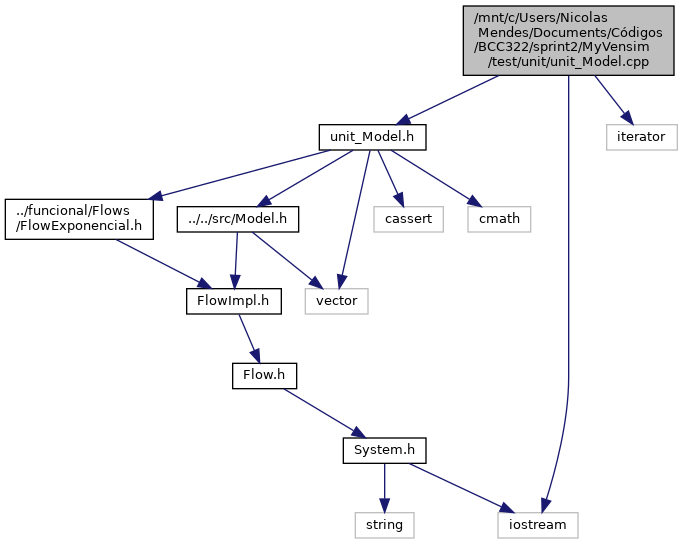 /mnt/c/Users/Nicolas
Mendes/Documents/Códigos
/BCC322/sprint2/MyVensim
/test/unit/unit_Model.cpp
unit_Model.h
iterator
../funcional/Flows
/FlowExponencial.h
../../src/Model.h
cassert
cmath
FlowImpl.h
vector
Flow.h
System.h
string
iostream